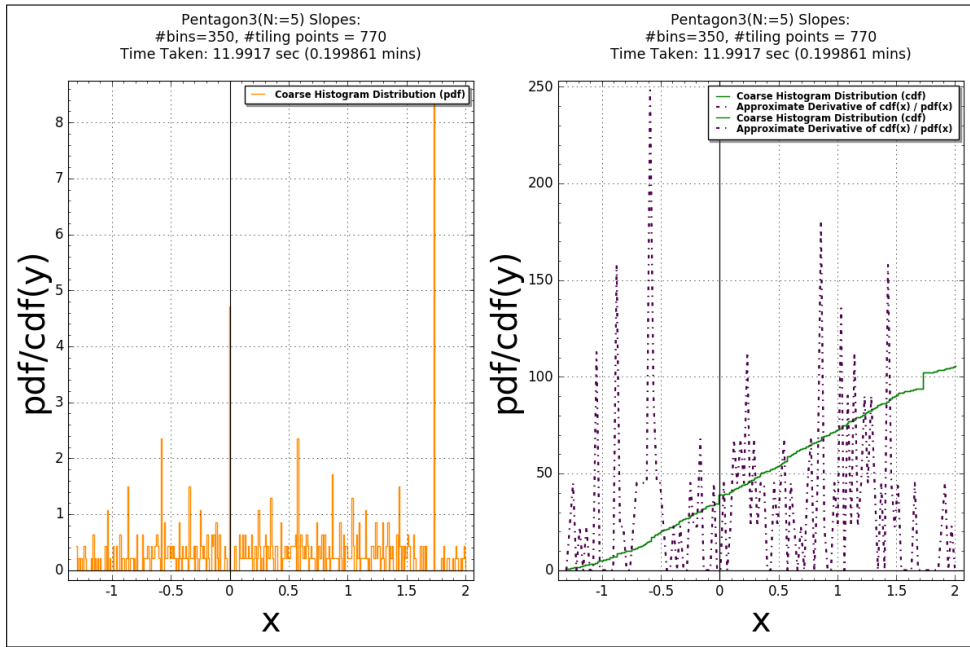 Pentagon3(N:=5) Slopes:
#bins=350, #tiling points = 770
Time Taken: 11.9917 sec (0.199861 mins)
Coarse Histogram Distribution (pdf)
pdf/cdf(y)
8
7
6
5
4
3
2
1
0
-1
-0.5
0
0.5
1
1.5
2
x
Pentagon3(N:=5) Slopes:
#bins=350, #tiling points = 770
Time Taken: 11.9917 sec (0.199861 mins)
Coarse Histogram Distribution (cdf)
Approximate Derivative of cdf(x) / pdf(x)
Coarse Histogram Distribution (cdf)
Approximate Derivative of cdf(x) / pdf(x)
pdf/cdf(y)
250
200
150
100
50
0
-1
-0.5
0
0.5
1
1.5
2
x